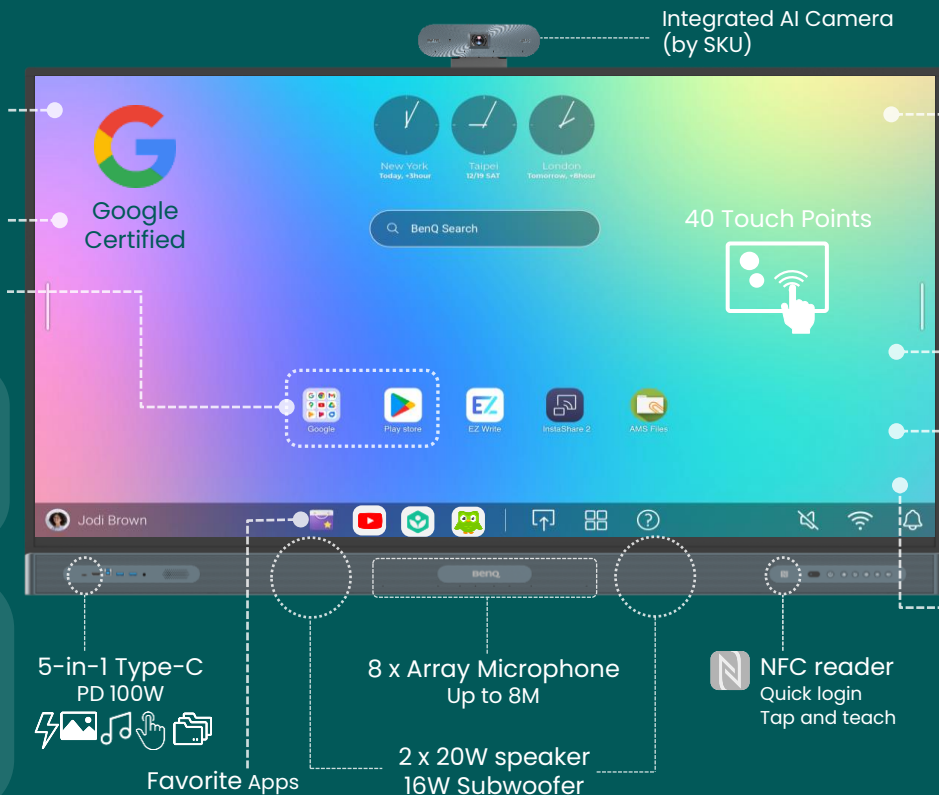 Integrated AI Camera
(by SKU)
New York
Today, +3hour
Taipei
12/19 SAT
London
Tomorrow, +8hour
Google
Certified
BenQ Search
40 Touch Points
Google
Play store
EZ
EZ Write
InstaShare 2
AMS Files
Jodi Brown
BenQ
5-in-1 Type-C
PD 100W
8 x Array Microphone
Up to 8M
NFC reader
Quick login
Tap and teach
2 x 20W speaker
16W Subwoofer
Favorite Apps